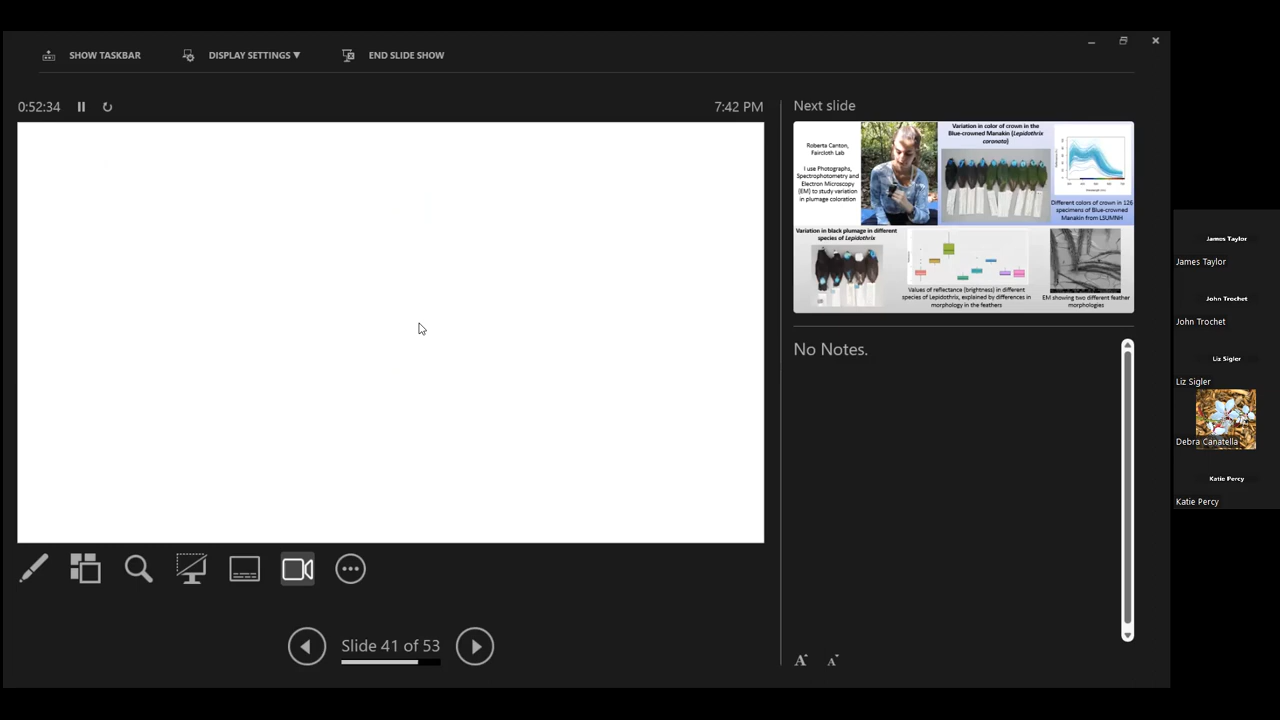 SHOW TASKBAR
DISPLAY SETTINGS ▼
END SLIDE SHOW
0:52:34
7:42 PM
Next slide
Roberta Canton,
Faircloth Lab
I use Photographs,
Spectrophotometry and
Electron Microscopy
(EM) to study variation
in plumage coloration
Variation in color of crown in the
Blue-crowned Manakin (Lepidothrix
coronata)
Different colors of crown in 126
specimens of Blue-crowned
Manakin from LSUMNH
Variation in black plumage in different
species of Lepidothrix
Values of reflectance (brightness) in different
species of Lepidothrix, explained by differences in
morphology in the feathers
EM showing two different feather
morphologies
No Notes.
Slide 41 of 53
A
A
James Taylor
James Taylor
John Trochet
John Trochet
Liz Sigler
Liz Sigler
Debra Canatella
Katie Percy
Katie Percy